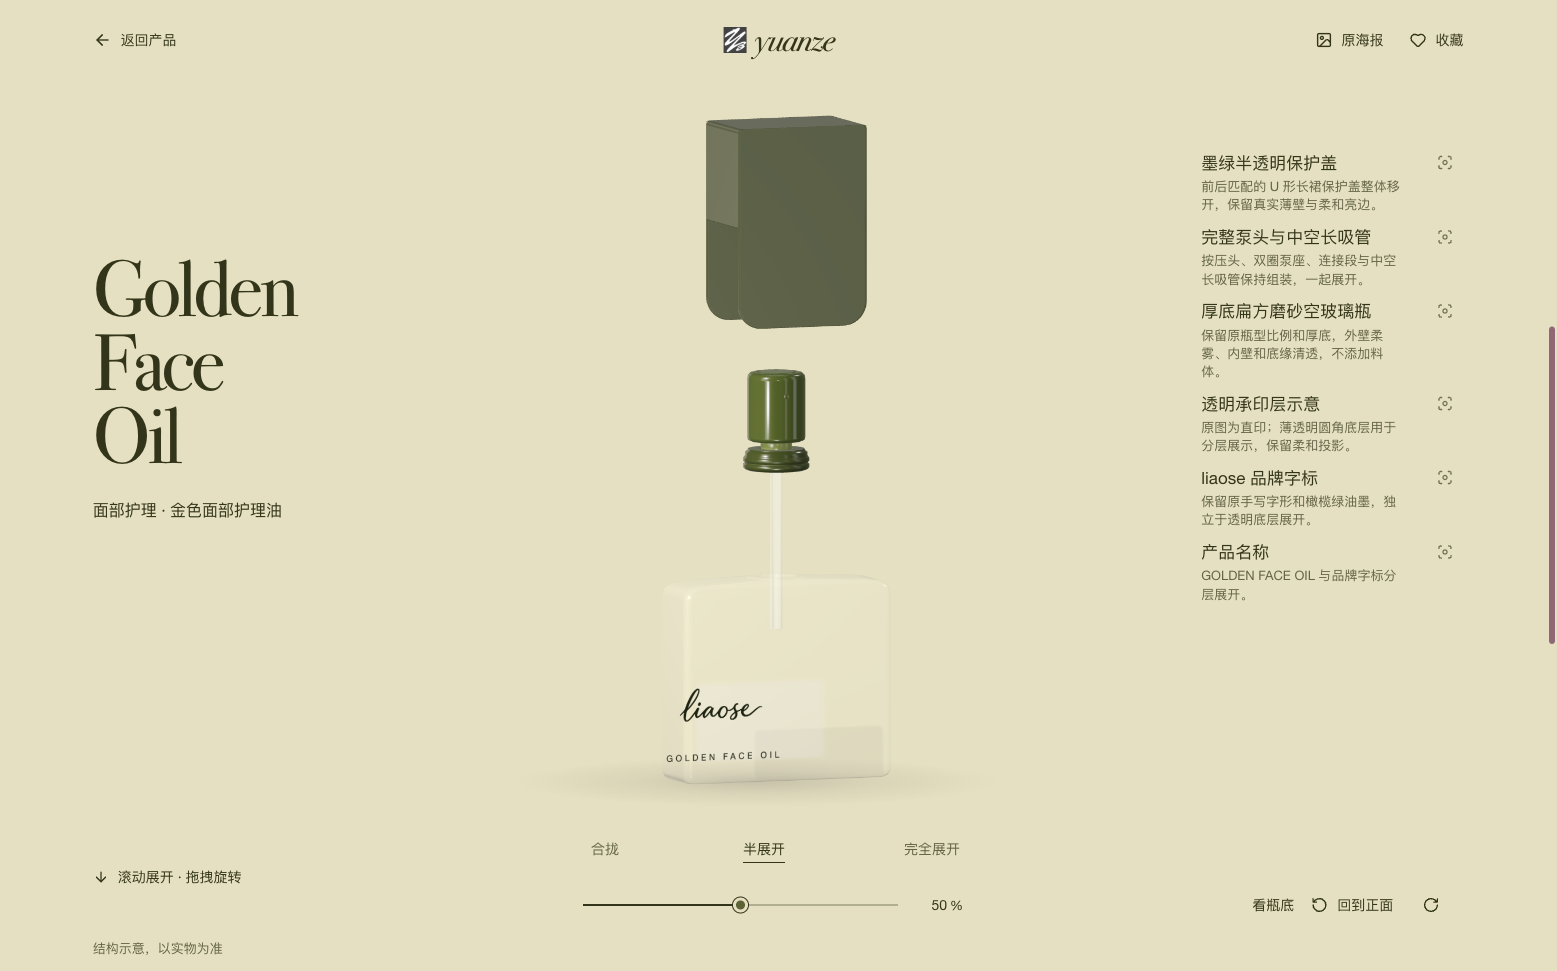 返回产品
yuanze
原海报
收藏
Golden
Face
Oil
面部护理 · 金色面部护理油
墨绿半透明保护盖
前后匹配的 U 形长裙保护盖整体移
开，保留真实薄壁与柔和亮边。
完整泵头与中空长吸管
按压头、双圈泵座、连接段与中空
长吸管保持组装，一起展开。
厚底扁方磨砂空玻璃瓶
保留原瓶型比例和厚底，外壁柔
雾、内壁和底缘清透，不添加料
体。
透明承印层示意
原图为直印；薄透明圆角底层用于
分层展示，保留柔和投影。
liaose 品牌字标
保留原手写字形和橄榄绿油墨，独
立于透明底层展开。
产品名称
GOLDEN FACE OIL 与品牌字标分
层展开。
liaose
GOLDEN FACE OIL
合拢
半展开
完全展开
滚动展开 · 拖拽旋转
50 %
看瓶底
回到正面
结构示意，以实物为准